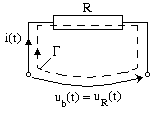 R
i(t)
Γ
u_b(t) = u_R(t)